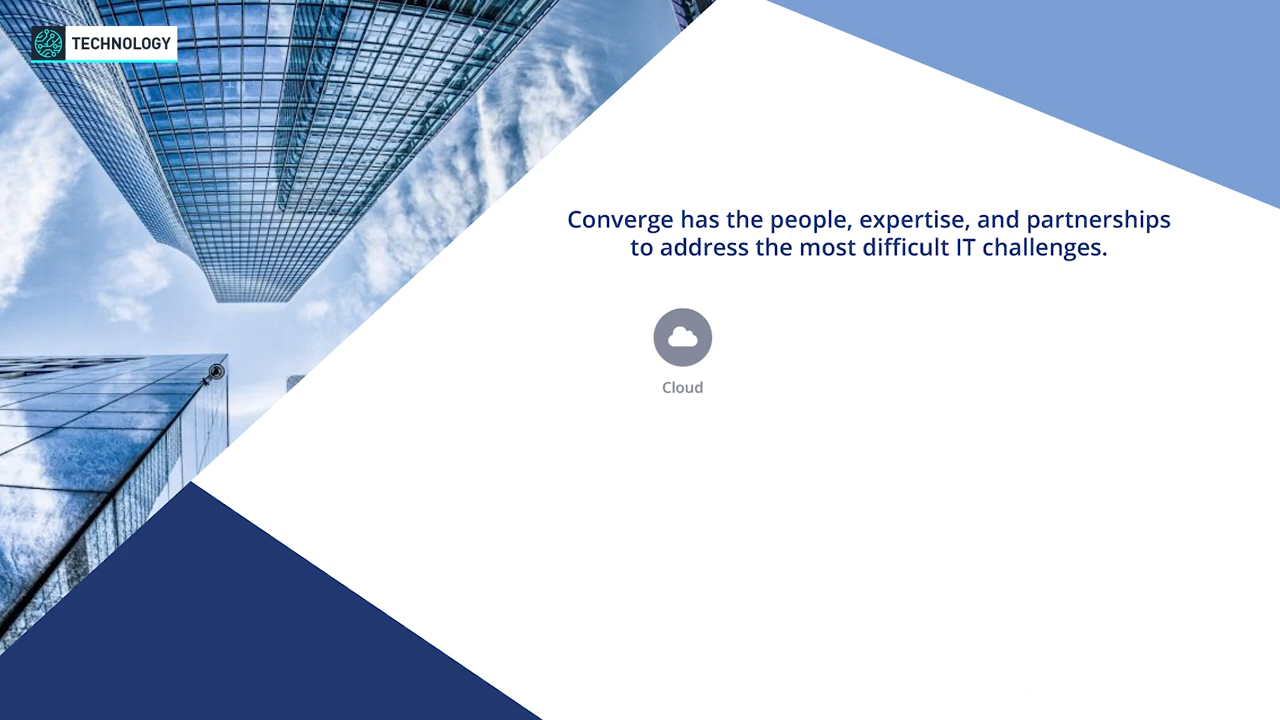 TECHNOLOGY
Converge has the people, expertise, and partnerships
to address the most difficult IT challenges.
Cloud